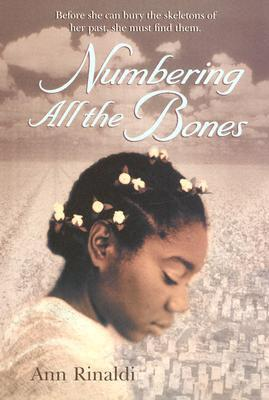 Before she can bury the skeletons of
her past, she must find them.
Numbering
All the Bones
Ann Rinaldi